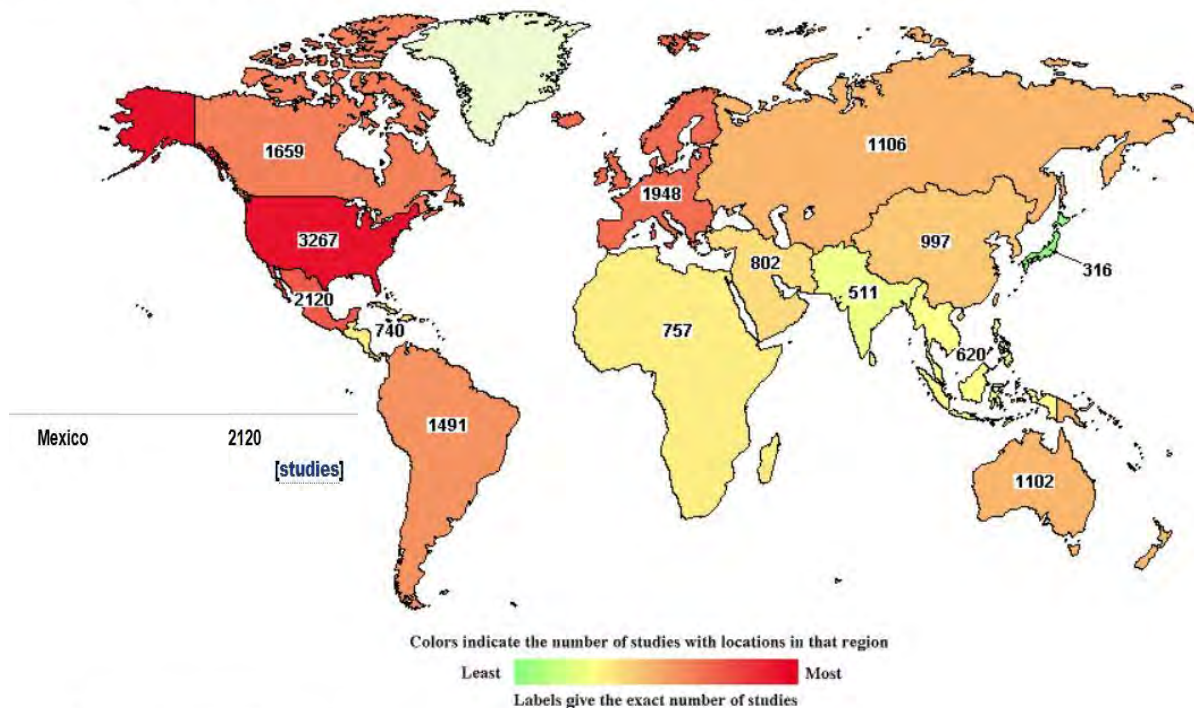 1659
1106
1948
3267
997
802
316
2120
511
740
757
620
1491
Mexico 2120
[studies]
1102
Colors indicate the number of studies with locations in that region
Least Most
Labels give the exact number of studies